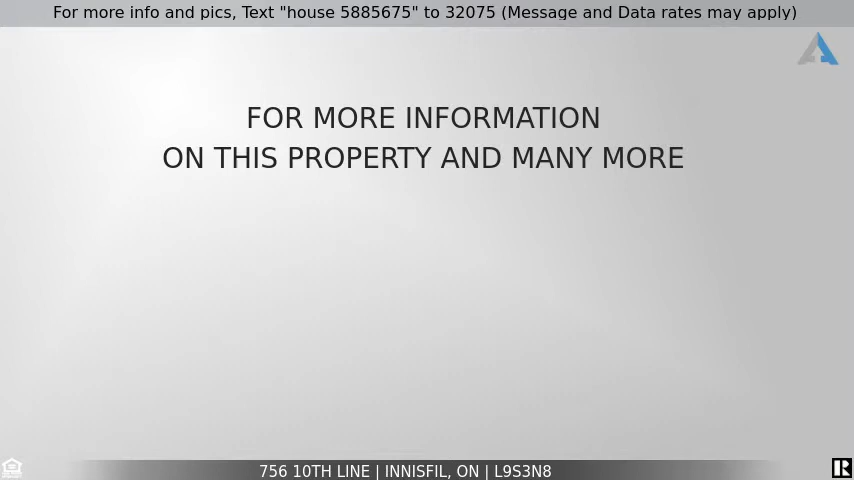 For more info and pics, Text "house 5885675" to 32075 (Message and Data rates may apply)
FOR MORE INFORMATION
ON THIS PROPERTY AND MANY MORE
756 10TH LINE | INNISFIL, ON | L9S3N8